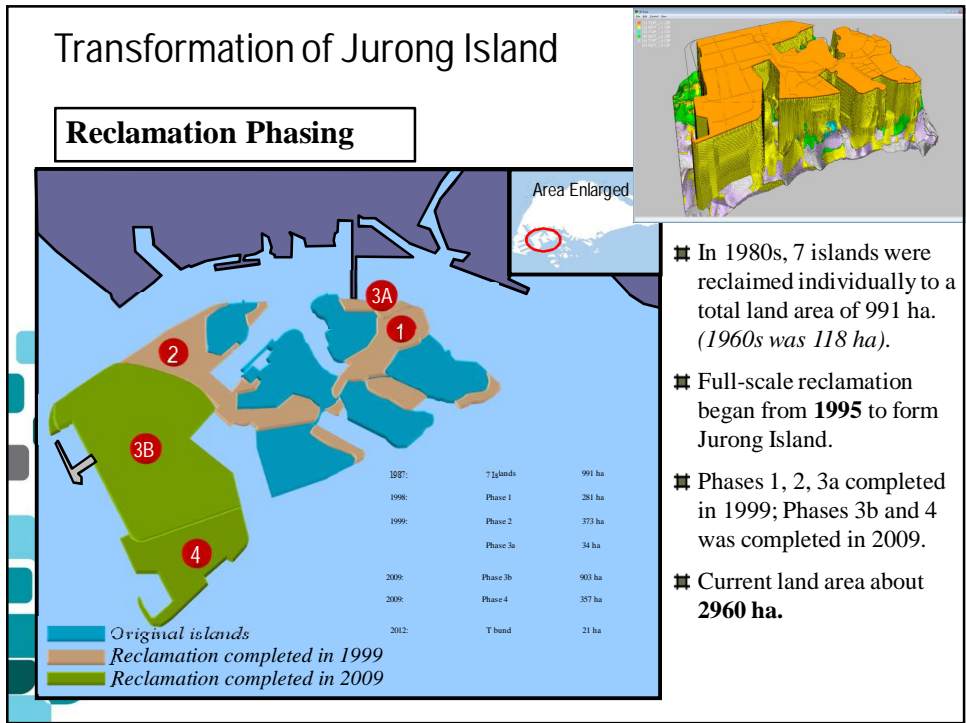 Transformation of Jurong Island
Reclamation Phasing
Area Enlarged
3A
1
2
3B
4
1987: 7 Islands 991 ha
1998: Phase 1 281 ha
1999: Phase 2 373 ha
Phase 3a 34 ha
2009: Phase 3b 903 ha
2009: Phase 4 357 ha
2012: T bund 21 ha
Original islands
Reclamation completed in 1999
Reclamation completed in 2009
In 1980s, 7 islands were
reclaimed individually to a
total land area of 991 ha.
(1960s was 118 ha).
Full-scale reclamation
began from 1995 to form
Jurong Island.
Phases 1, 2, 3a completed
in 1999; Phases 3b and 4
was completed in 2009.
Current land area about
2960 ha.